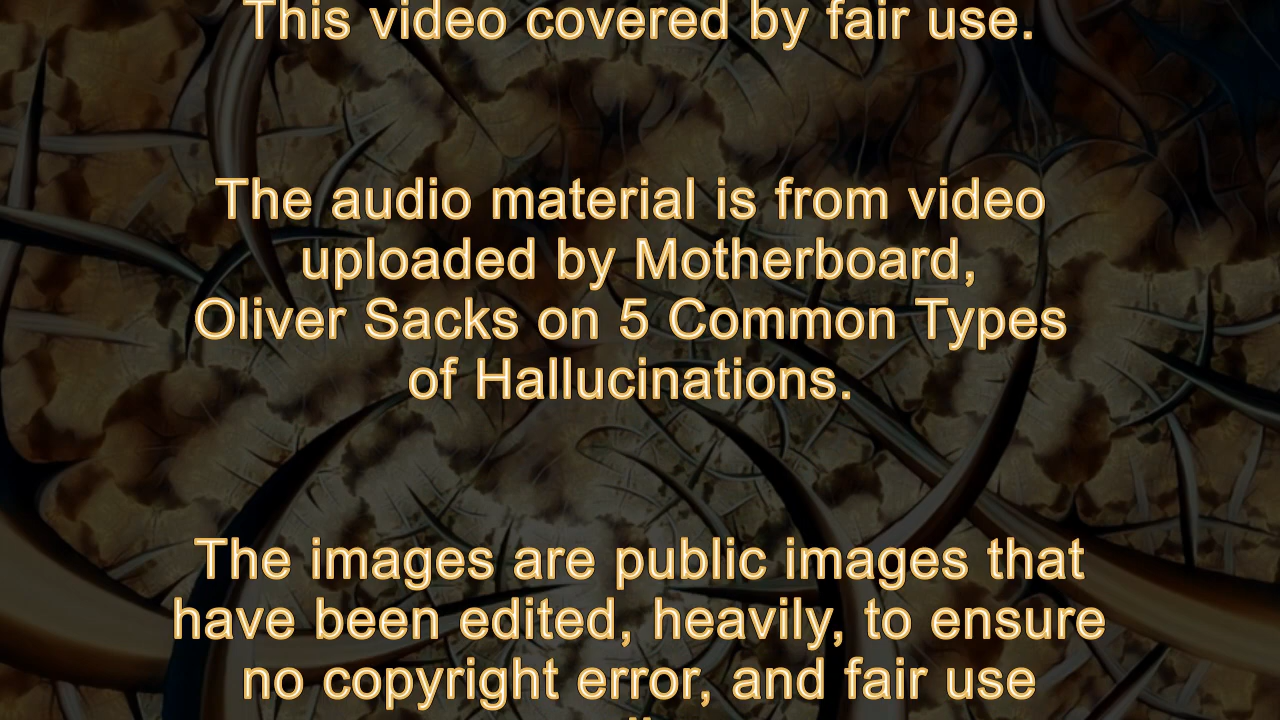 This video covered by fair use.
The audio material is from video
uploaded by Motherboard,
Oliver Sacks on 5 Common Types
of Hallucinations.
The images are public images that
have been edited, heavily, to ensure
no copyright error, and fair use